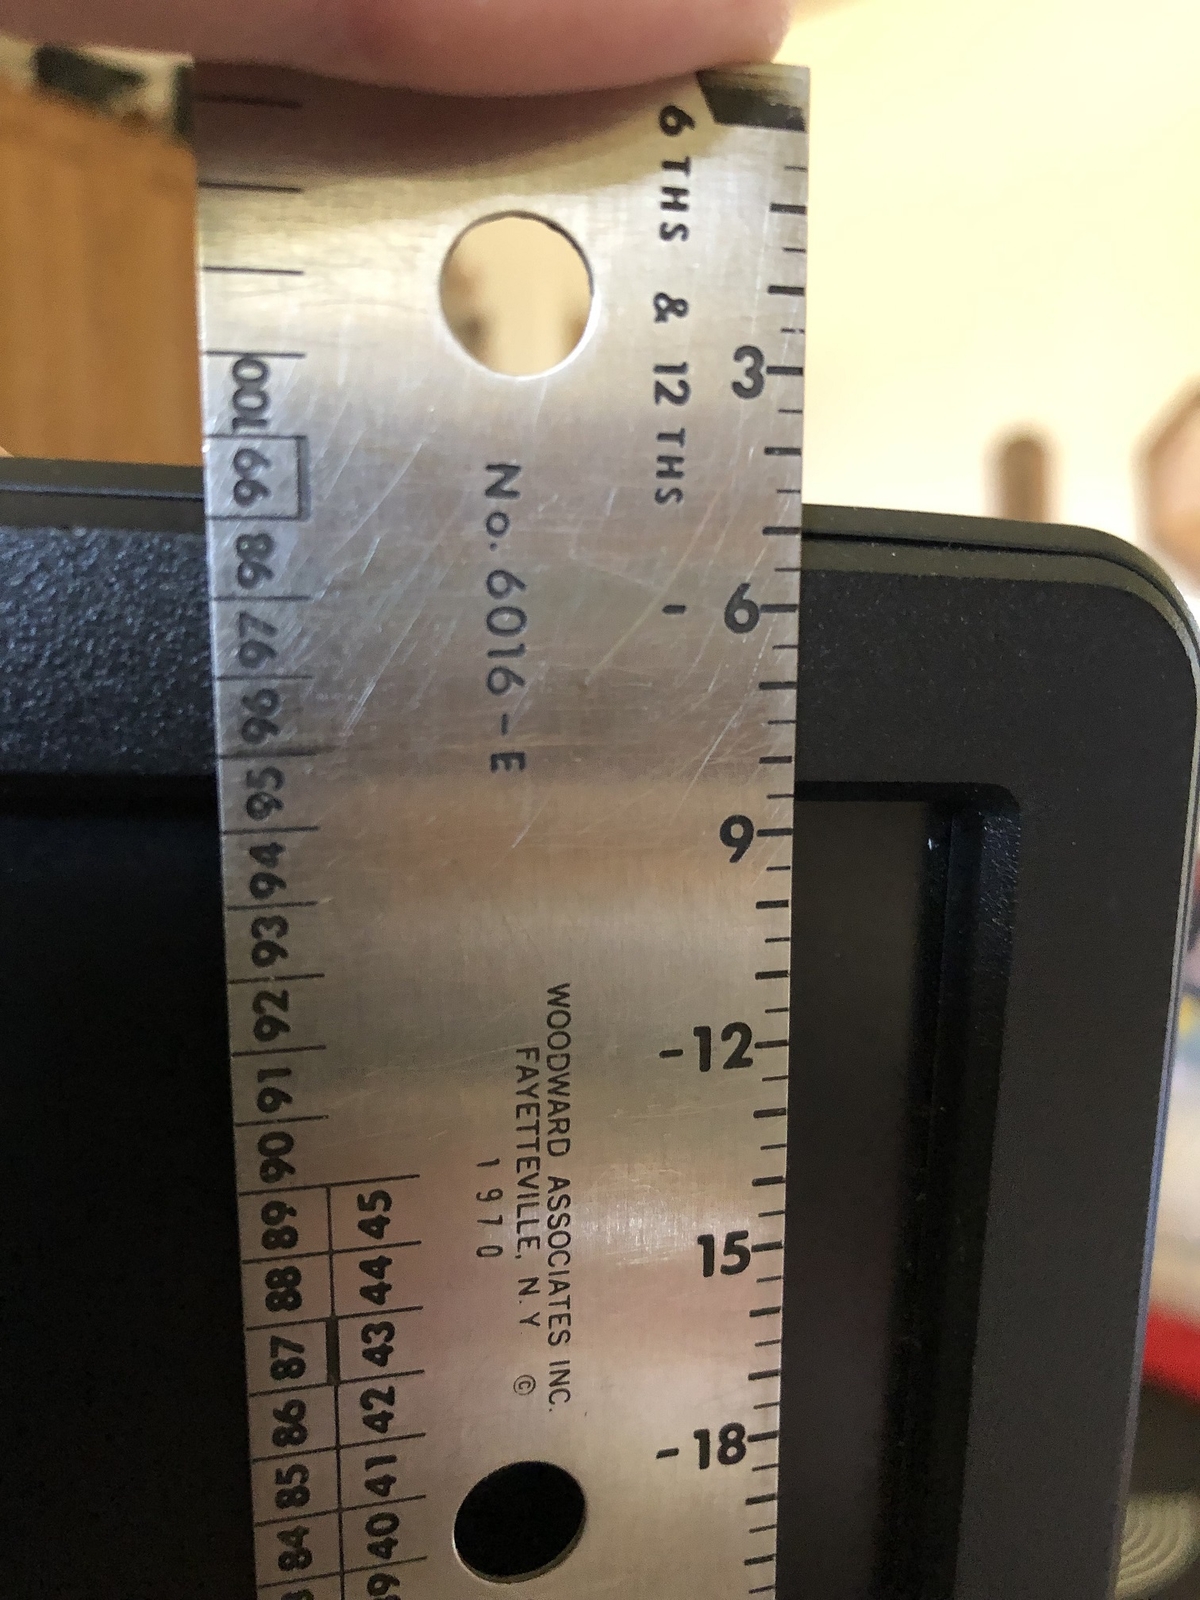 6 THS & 12 THS
No. 6016 - E
WOODWARD ASSOCIATES INC.
FAYETTEVILLE, N.Y ©
1970
3
6
9
-12
15
-18
100 99 98 97 96 95 94 93 92 91 90 89 88 87 86 85 84
45 44 43 42 41 40